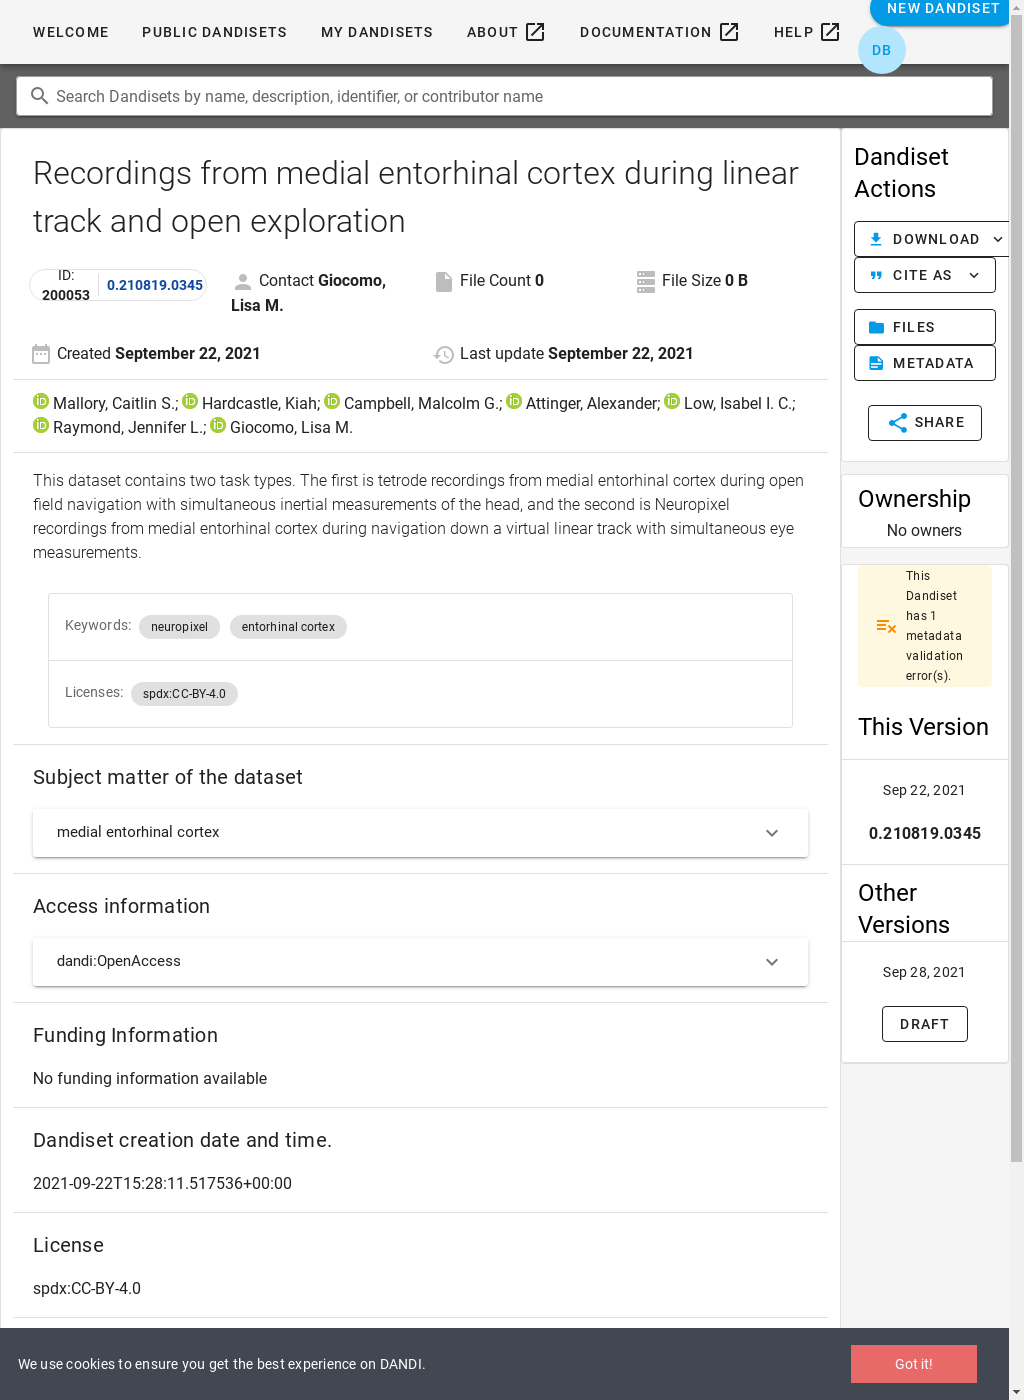 WELCOME PUBLIC DANDISETS MY DANDISETS ABOUT DOCUMENTATION HELP NEW DANDISET
DB
Search Dandisets by name, description, identifier, or contributor name
Recordings from medial entorhinal cortex during linear
track and open exploration
ID: 200053 0.210819.0345
Contact Giocomo, Lisa M.
File Count 0
File Size 0 B
Created September 22, 2021
Last update September 22, 2021
Mallory, Caitlin S.; Hardcastle, Kiah; Campbell, Malcolm G.; Attinger, Alexander; Low, Isabel I. C.;
Raymond, Jennifer L.; Giocomo, Lisa M.
This dataset contains two task types. The first is tetrode recordings from medial entorhinal cortex during open
field navigation with simultaneous inertial measurements of the head, and the second is Neuropixel
recordings from medial entorhinal cortex during navigation down a virtual linear track with simultaneous eye
measurements.
Keywords: neuropixel entorhinal cortex
Licenses: spdx:CC-BY-4.0
Subject matter of the dataset
medial entorhinal cortex
Access information
dandi:OpenAccess
Funding Information
No funding information available
Dandiset creation date and time.
2021-09-22T15:28:11.517536+00:00
License
spdx:CC-BY-4.0
Dandiset
Actions
DOWNLOAD
CITE AS
FILES
METADATA
SHARE
Ownership
No owners
This
Dandiset
has 1
metadata
validation
error(s).
This Version
Sep 22, 2021
0.210819.0345
Other
Versions
Sep 28, 2021
DRAFT
We use cookies to ensure you get the best experience on DANDI.
Got it!